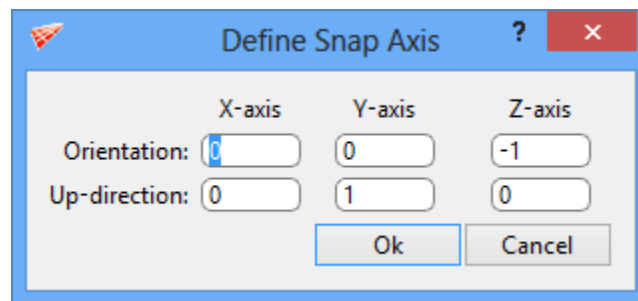 Define Snap Axis ?
X-axis Y-axis Z-axis
Orientation: 0 0 -1
Up-direction: 0 1 0
Ok Cancel